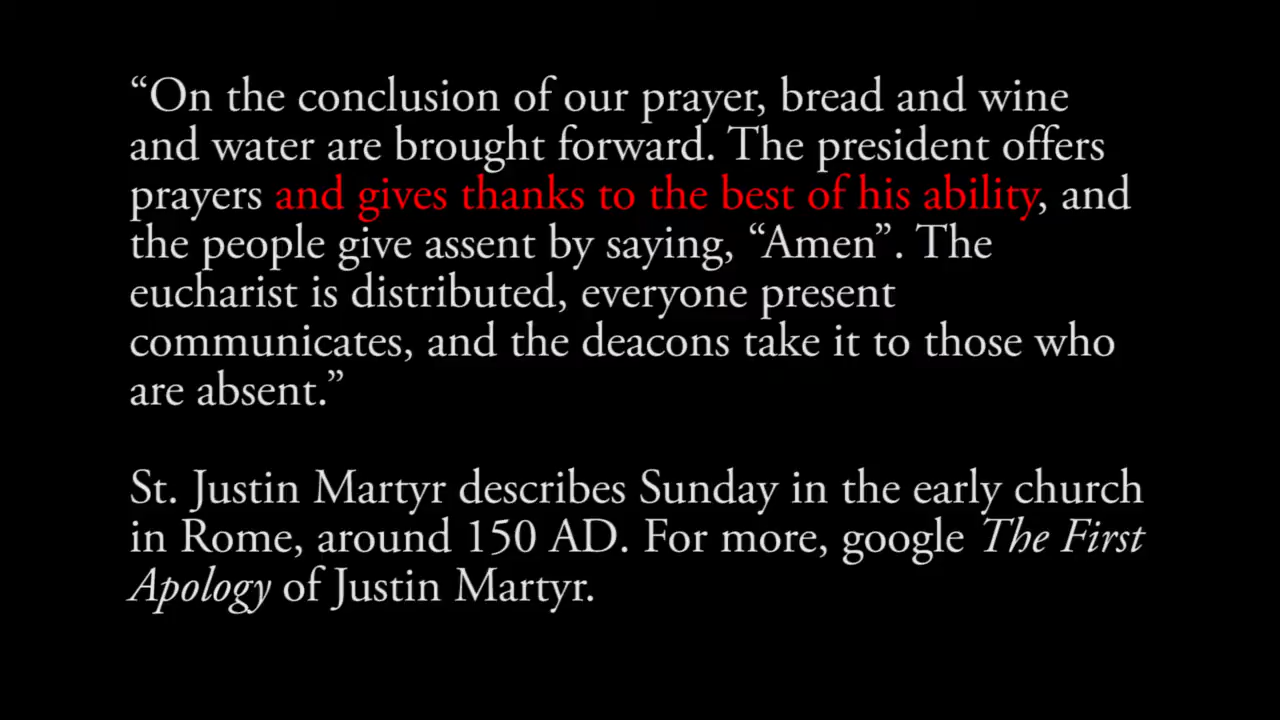 “On the conclusion of our prayer, bread and wine
and water are brought forward. The president offers
prayers and gives thanks to the best of his ability, and
the people give assent by saying, “Amen”. The
eucharist is distributed, everyone present
communicates, and the deacons take it to those who
are absent.”
St. Justin Martyr describes Sunday in the early church
in Rome, around 150 AD. For more, google The First
Apology of Justin Martyr.